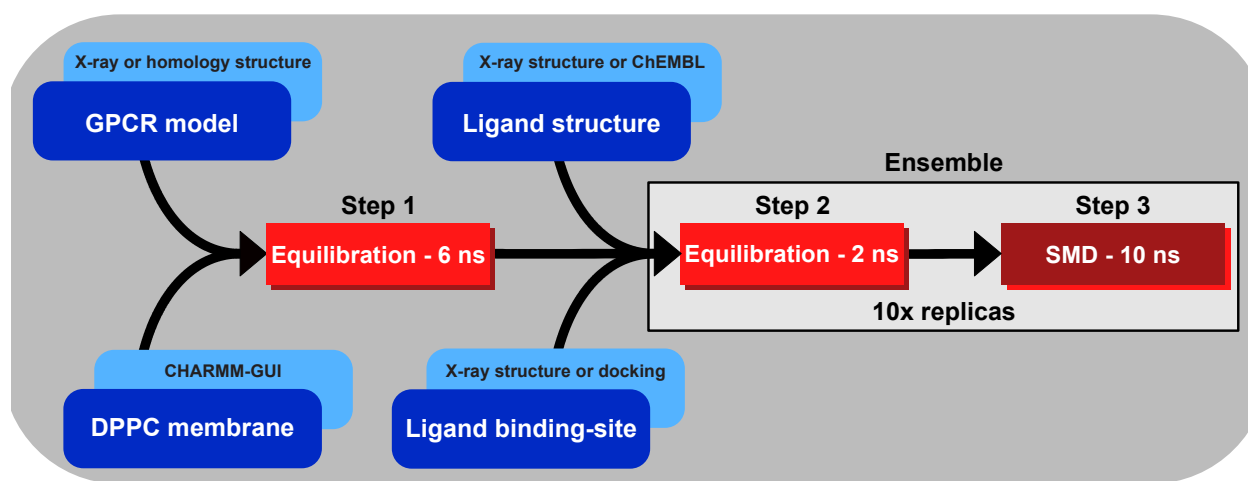 X-ray or homology structure
GPCR model
X-ray structure or ChEMBL
Ligand structure
Ensemble
Step 1
Equilibration - 6 ns
Step 2
Equilibration - 2 ns
Step 3
SMD - 10 ns
10x replicas
CHARMM-GUI
DPPC membrane
X-ray structure or docking
Ligand binding-site